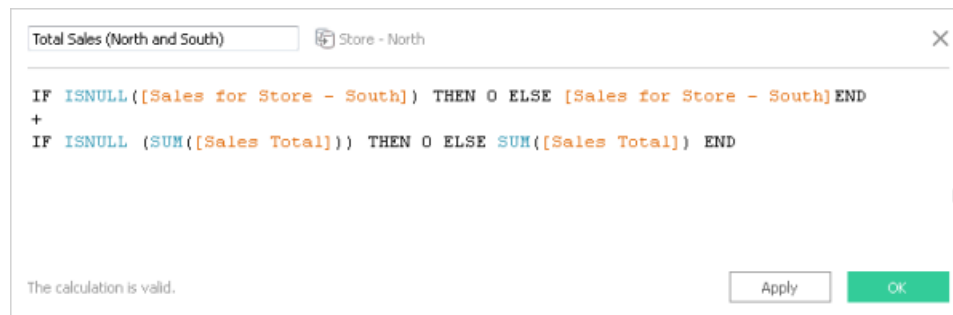 Total Sales (North and South) Store - North
IF ISNULL([Sales for Store - South]) THEN 0 ELSE [Sales for Store - South]END
+
IF ISNULL (SUM([Sales Total])) THEN 0 ELSE SUM([Sales Total]) END
The calculation is valid. Apply OK